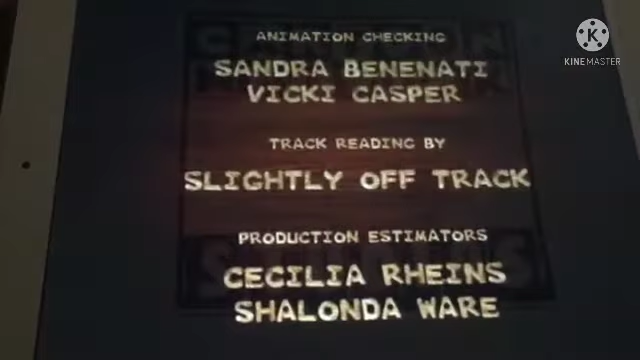 ANIMATION CHECKING
SANDRA BENENATI
VICKI CASPER
TRACK READING BY
SLIGHTLY OFF TRACK
PRODUCTION ESTIMATORS
CECILIA RHEINS
SHALONDA WARE
K
KINEMASTER